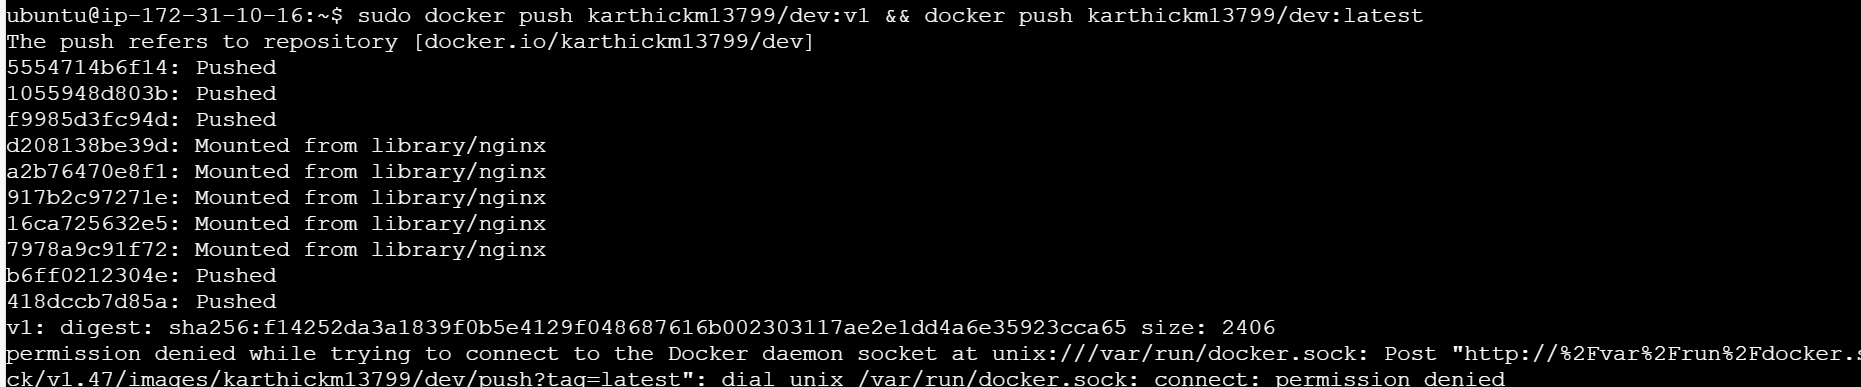 ubuntu@ip-172-31-10-16:~$ sudo docker push karthickm13799/dev:v1 && docker push karthickm13799/dev:latest
The push refers to repository [docker.io/karthickm13799/dev]
5554714b6f14: Pushed
1055948d803b: Pushed
f9985d3fc94d: Pushed
d208138be39d: Mounted from library/nginx
a2b76470e8f1: Mounted from library/nginx
917b2c97271e: Mounted from library/nginx
16ca725632e5: Mounted from library/nginx
7978a9c91f72: Mounted from library/nginx
b6ff0212304e: Pushed
418dccb7d85a: Pushed
v1: digest: sha256:f14252da3a1839f0b5e4129f048687616b002303117ae2e1dd4a6e35923cca65 size: 2406
permission denied while trying to connect to the Docker daemon socket at unix:///var/run/docker.sock: Post "http://%2Fvar%2Frun%2Fdocker.s
ck/v1.47/images/karthickm13799/dev/push?tag=latest": dial unix /var/run/docker.sock: connect: permission denied